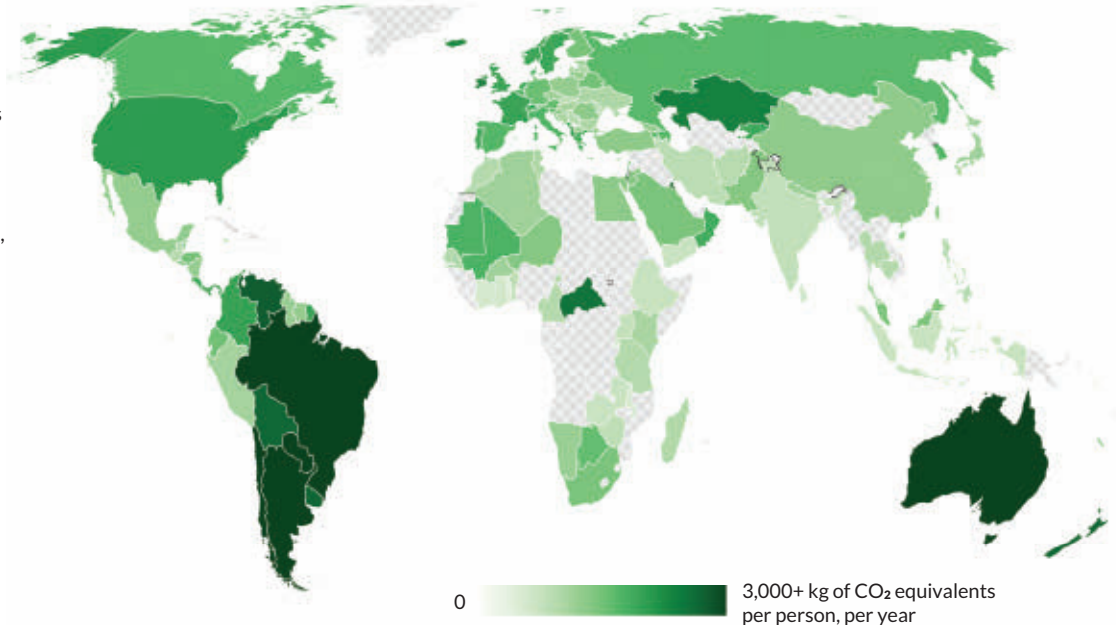 0
3,000+ kg of CO₂ equivalents
per person, per year